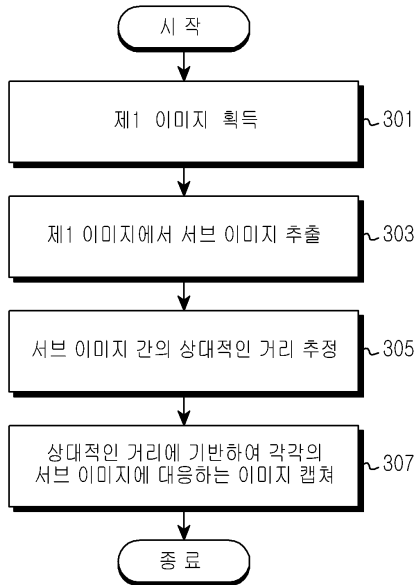 시 작
제1 이미지 획득
301
제1 이미지에서 서브 이미지 추출
303
서브 이미지 간의 상대적인 거리 추정
305
상대적인 거리에 기반하여 각각의
서브 이미지에 대응하는 이미지 캡쳐
307
종 료